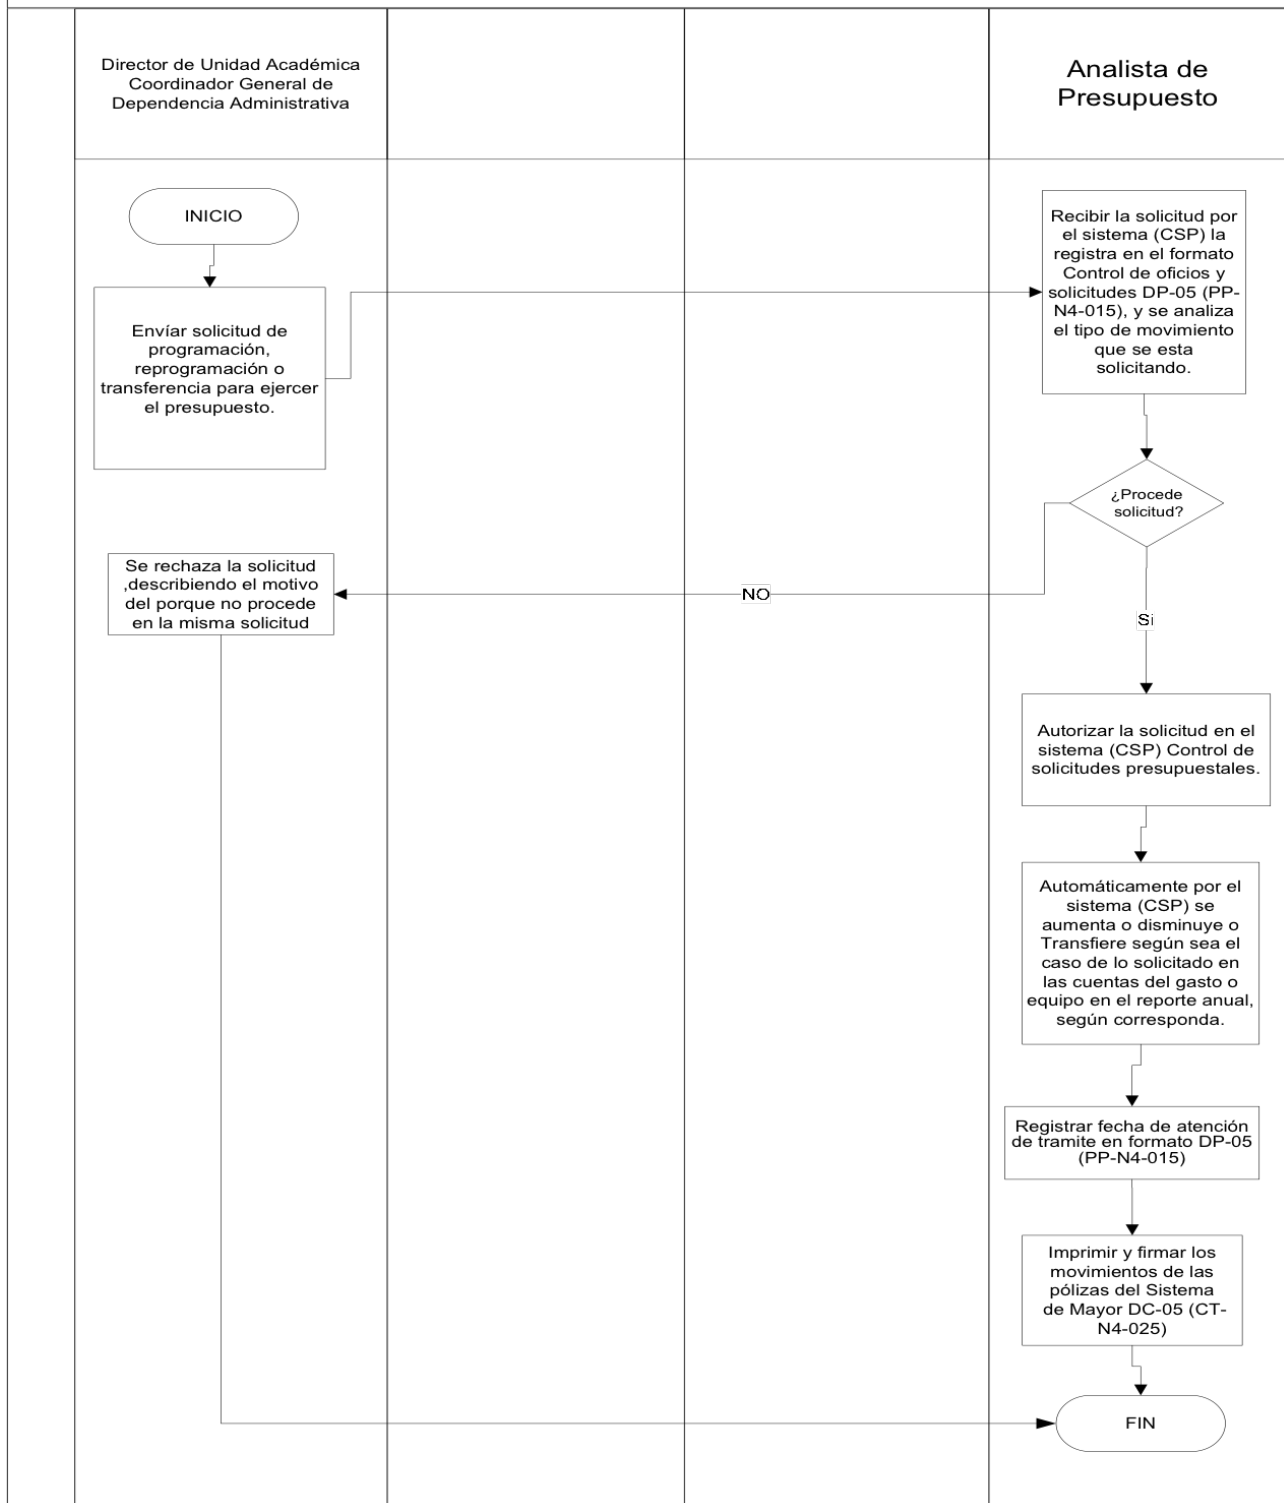 Director de Unidad Académica
Coordinador General de
Dependencia Administrativa
Analista de
Presupuesto
INICIO
Envíar solicitud de
programación,
reprogramación o
transferencia para ejercer
el presupuesto.
Recibir la solicitud por
el sistema (CSP) la
registra en el formato
Control de oficios y
solicitudes DP-05 (PP-
N4-015), y se analiza
el tipo de movimiento
que se esta
solicitando.
¿Procede
solicitud?
Se rechaza la solicitud
,describiendo el motivo
del porque no procede
en la misma solicitud
NO
Si
Autorizar la solicitud en el
sistema (CSP) Control de
solicitudes presupuestales.
Automáticamente por el
sistema (CSP) se
aumenta o disminuye o
Transfiere según sea el
caso de lo solicitado en
las cuentas del gasto o
equipo en el reporte anual,
según corresponda.
Registrar fecha de atención
de tramite en formato DP-05
(PP-N4-015)
Imprimir y firmar los
movimientos de las
pólizas del Sistema
de Mayor DC-05 (CT-
N4-025)
FIN